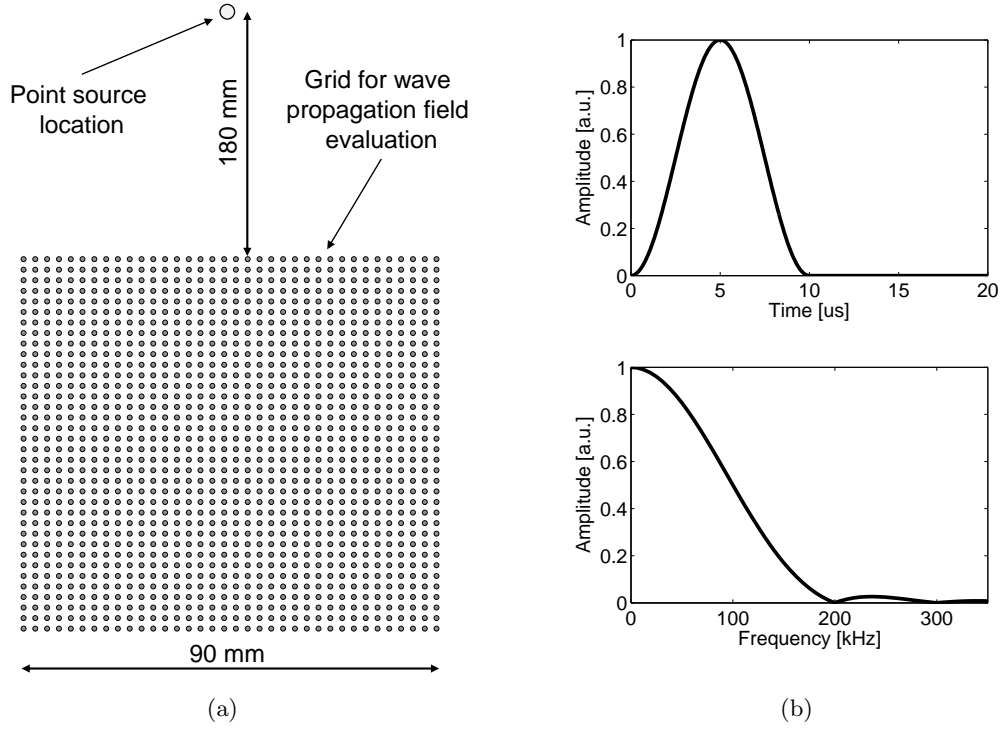 Point source
location
180 mm
Grid for wave
propagation field
evaluation
90 mm
(a)
Amplitude [a.u.]
1
0.8
0.6
0.4
0.2
0
0 5 10 15 20
Time [us]
Amplitude [a.u.]
1
0.8
0.6
0.4
0.2
0
0 100 200 300
Frequency [kHz]
(b)